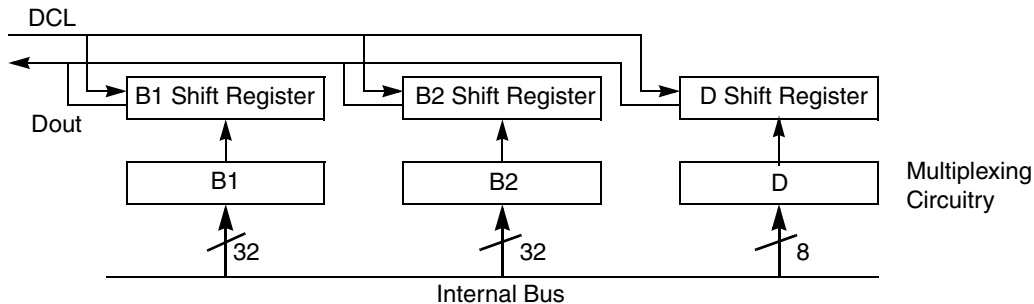 DCL
B1 Shift Register
B2 Shift Register
D Shift Register
Dout
B1
B2
D
Multiplexing
Circuitry
32
32
8
Internal Bus